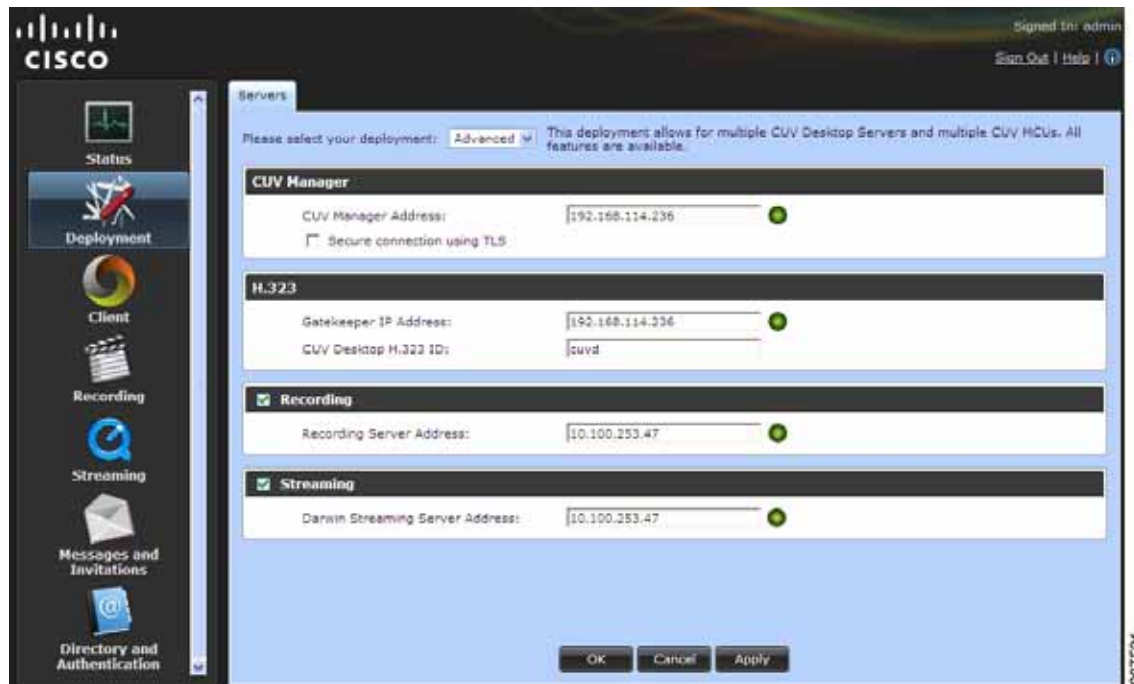 Signed In: admin
CISCO
Sign Out | Help |
Servers
Please select your deployment: Advanced This deployment allows for multiple CUV Desktop Servers and multiple CUV MCUs. All
features are available.
Status
CUV Manager
CUV Manager Address: 192.168.114.236
Secure connection using TLS
Deployment
H.323
Gatekeeper IP Address: 192.168.114.236
CUV Desktop H.323 ID: cuvd
Client
Recording
Recording Server Address: 10.100.253.47
Recording
Streaming
Darwin Streaming Server Address: 10.100.253.47
Streaming
Messages and
Invitations
Directory and
Authentication
OK Cancel Apply